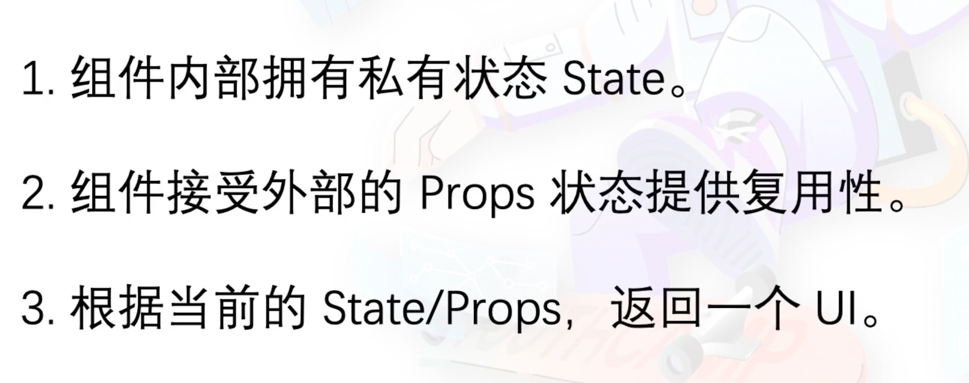 1. 组件内部拥有私有状态 State。
2. 组件接受外部的 Props 状态提供复用性。
3. 根据当前的 State/Props，返回一个 UI。